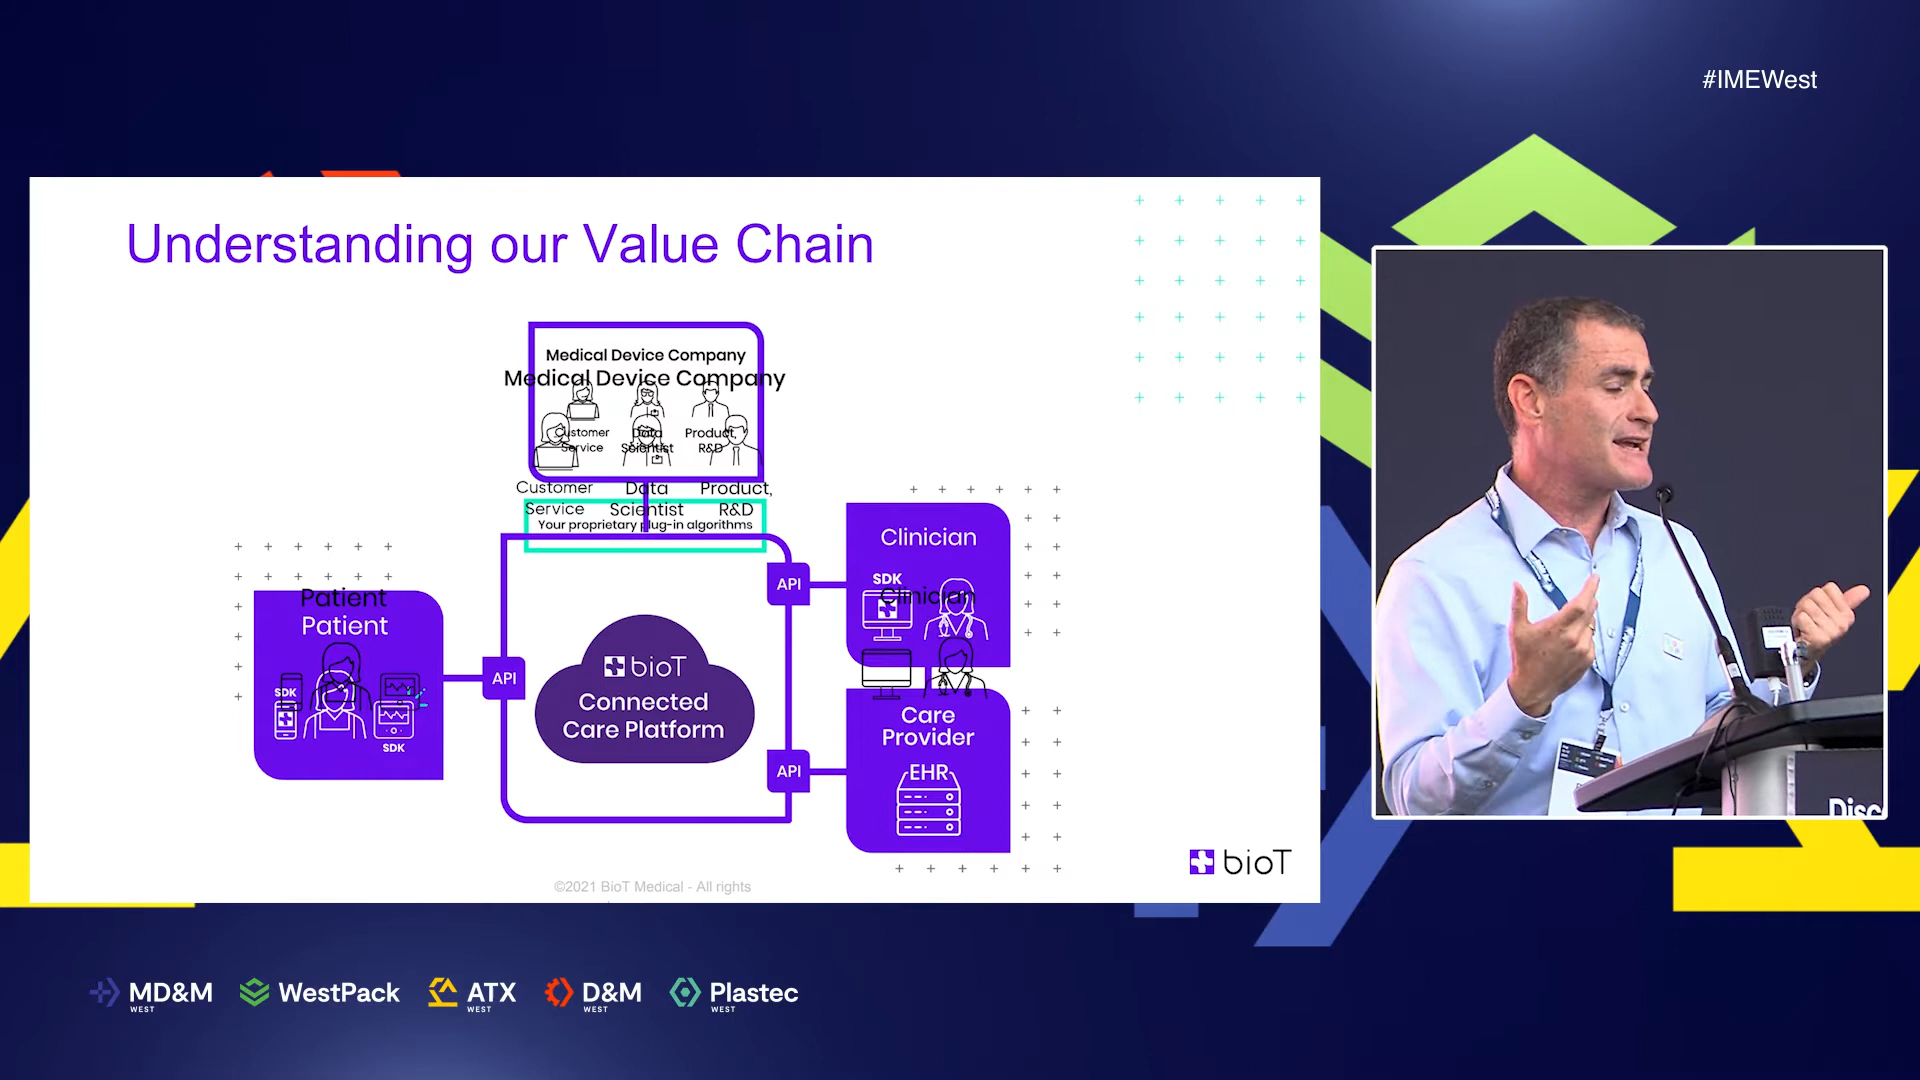 #IMEWest
Understanding our Value Chain
Medical Device Company
Medical Device Company
Customer
Service
Data
Scientist
Product,
R&D
Customer
Service
Data
Scientist
Product,
R&D
Your proprietary plug-in algorithms
Patient
Patient
SDK
SDK
API
bioT
Connected
Care Platform
API
API
Clinician
SDK
Clinician
Care
Provider
EHR
bioT
©2021 BioT Medical - All rights
Disc
MD&M
WEST
WestPack
ATX
WEST
D&M
WEST
Plastec
WEST